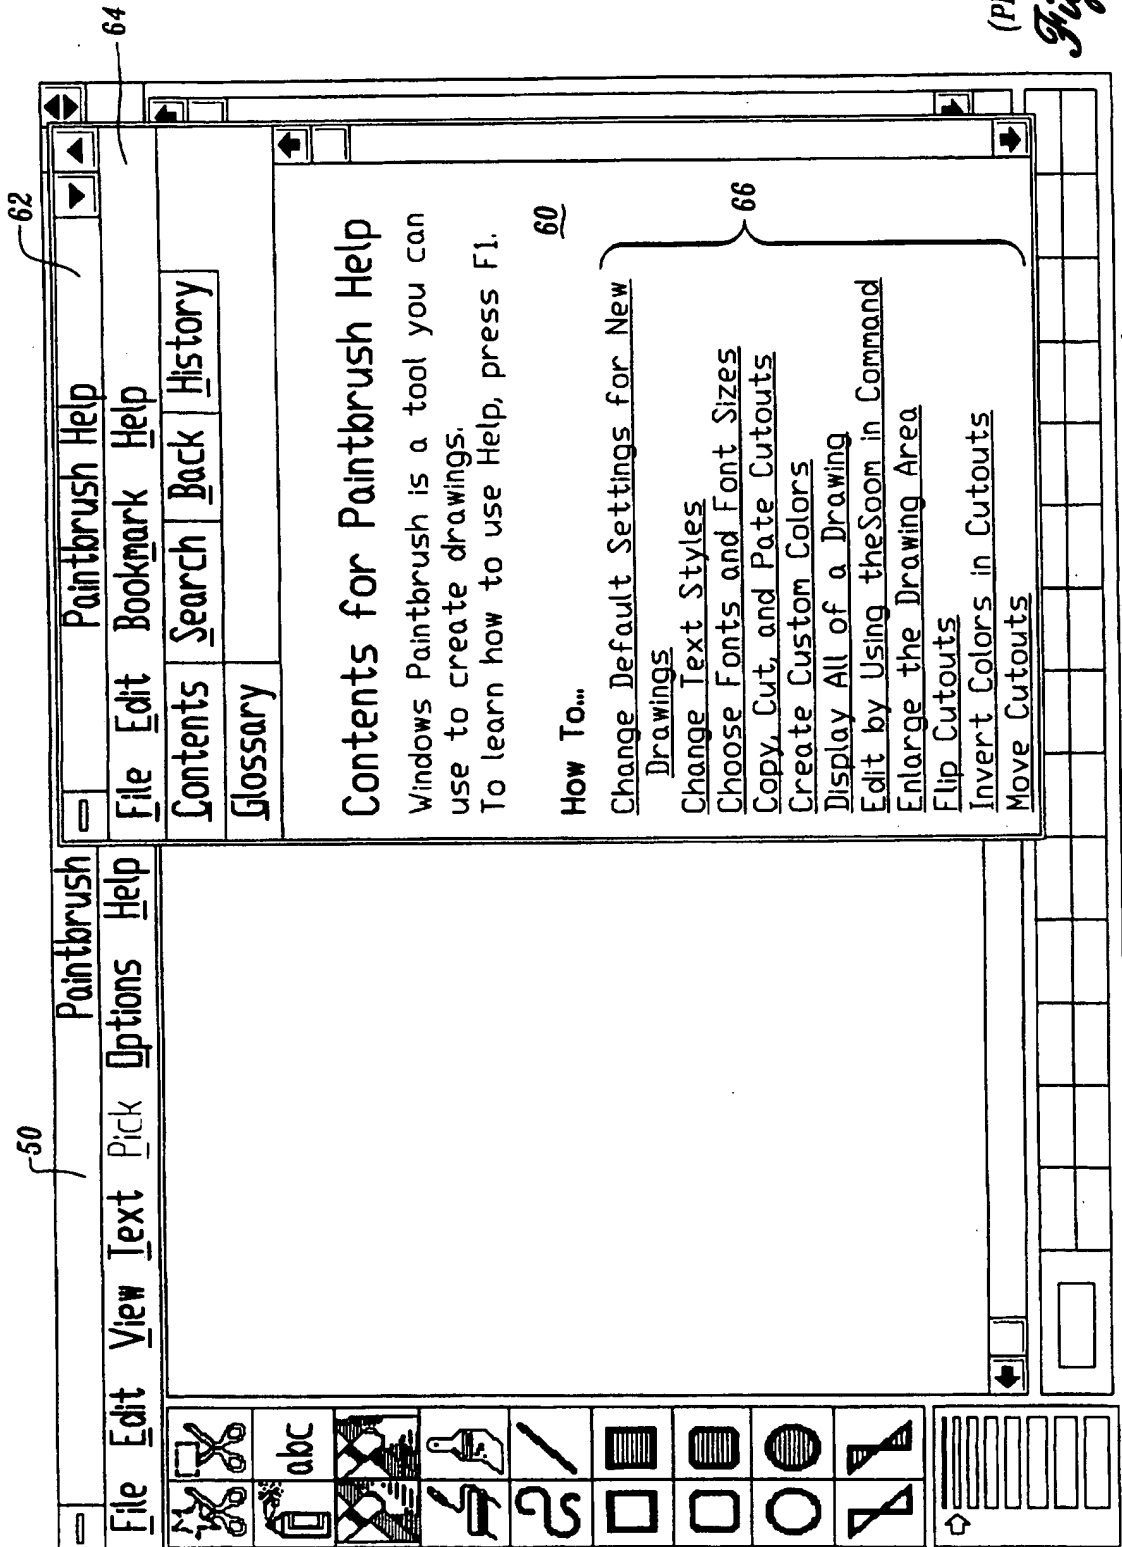 50
62
64
Paintbrush
File Edit View Text Pick Options Help
abc
Paintbrush Help
File Edit Bookmark Help
Contents Search Back History
Glossary
Contents for Paintbrush Help
Windows Paintbrush is a tool you can
use to create drawings.
To learn how to use Help, press F1.
60
How To...
Change Default Settings for New
Drawings
Change Text Styles
Choose Fonts and Font Sizes
Copy, Cut, and Pate Cutouts
Create Custom Colors
Display All of a Drawing
Edit by Using theSoom in Command
Enlarge the Drawing Area
Flip Cutouts
Invert Colors in Cutouts
Move Cutouts
66